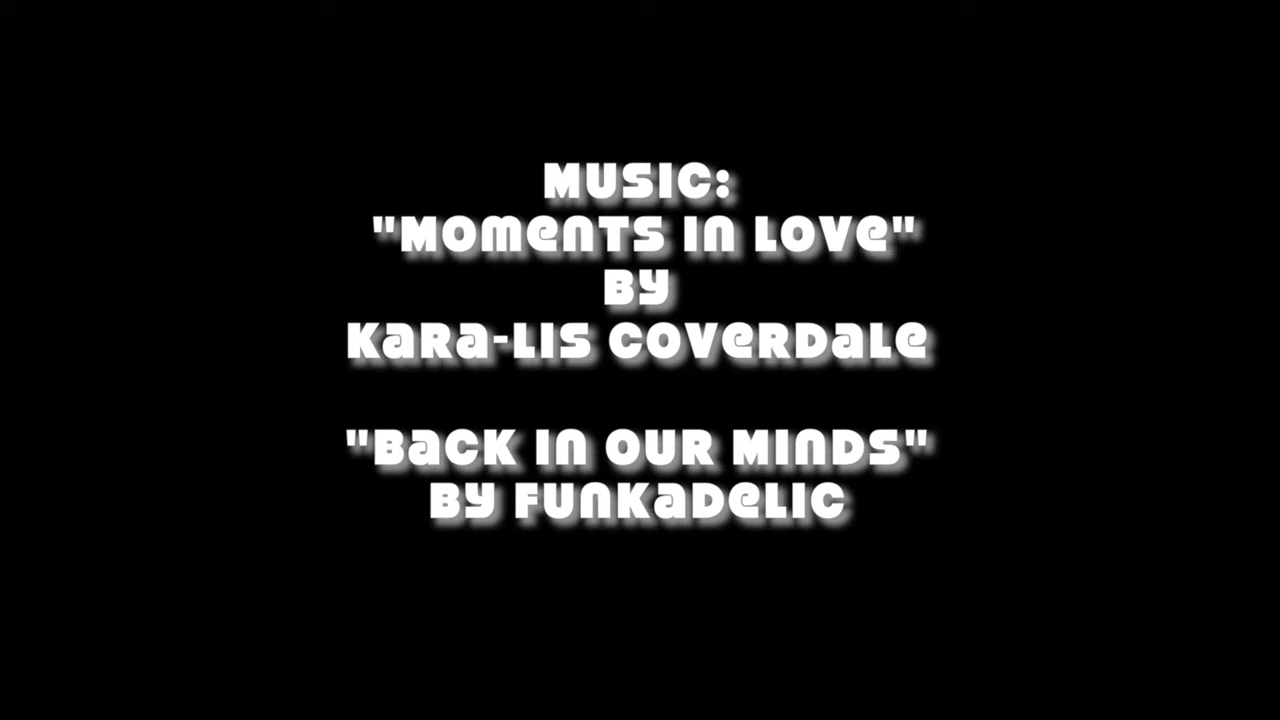 MUSIC:
"MOMENTS IN LOVE"
BY
KARA-LIS COVERDALE
"BACK IN OUR MINDS"
BY FUNKADELIC